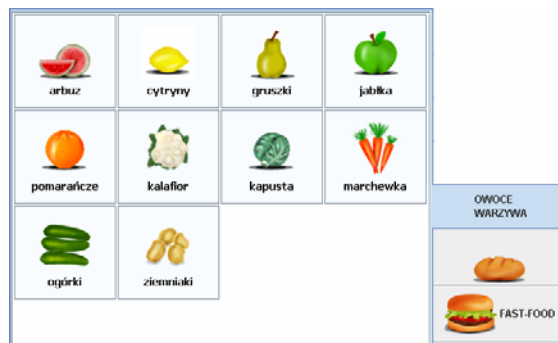 arbuz
cytryny
gruszki
jabłka
pomarańcze
kalafior
kapusta
marchewka
ogórki
ziemniaki
OWOCE
WARZYWA
FAST-FOOD